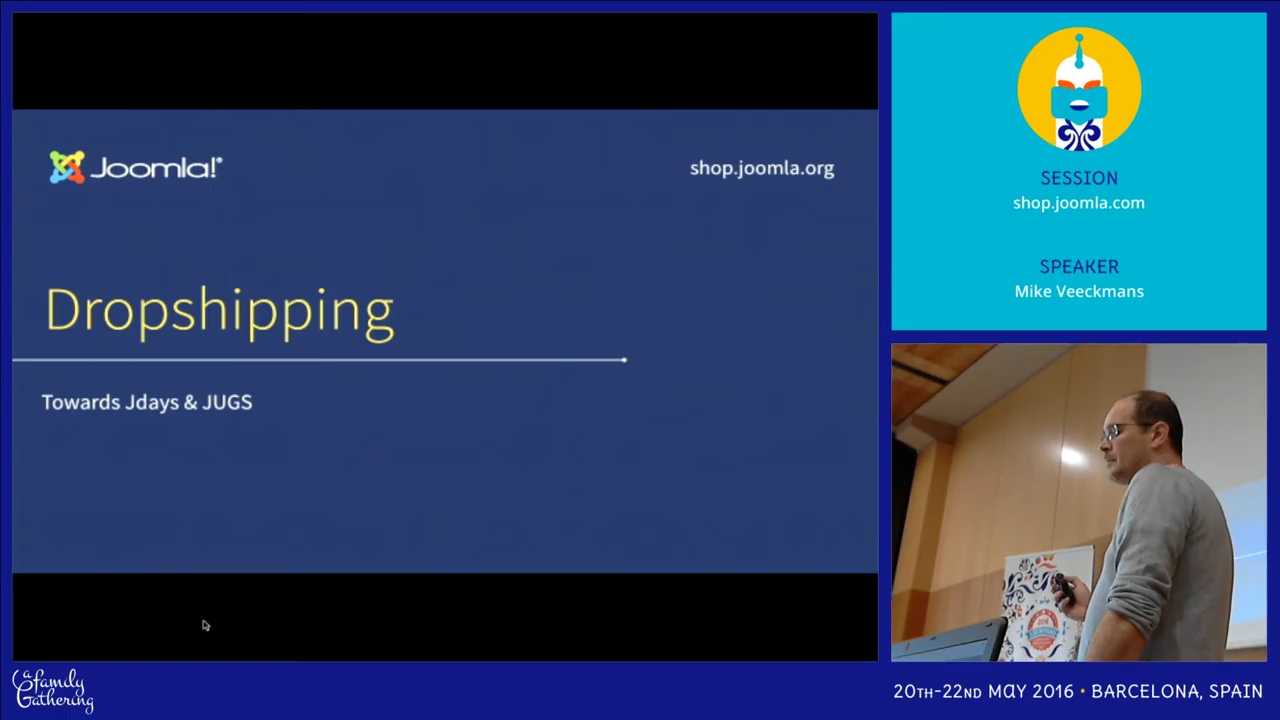 Joomla!®
shop.joomla.org
Dropshipping
Towards Jdays & JUGS
SESSION
shop.joomla.com
SPEAKER
Mike Veeckmans
2016
a family
Gathering
20TH-22ND MAY 2016 • BARCELONA, SPAIN